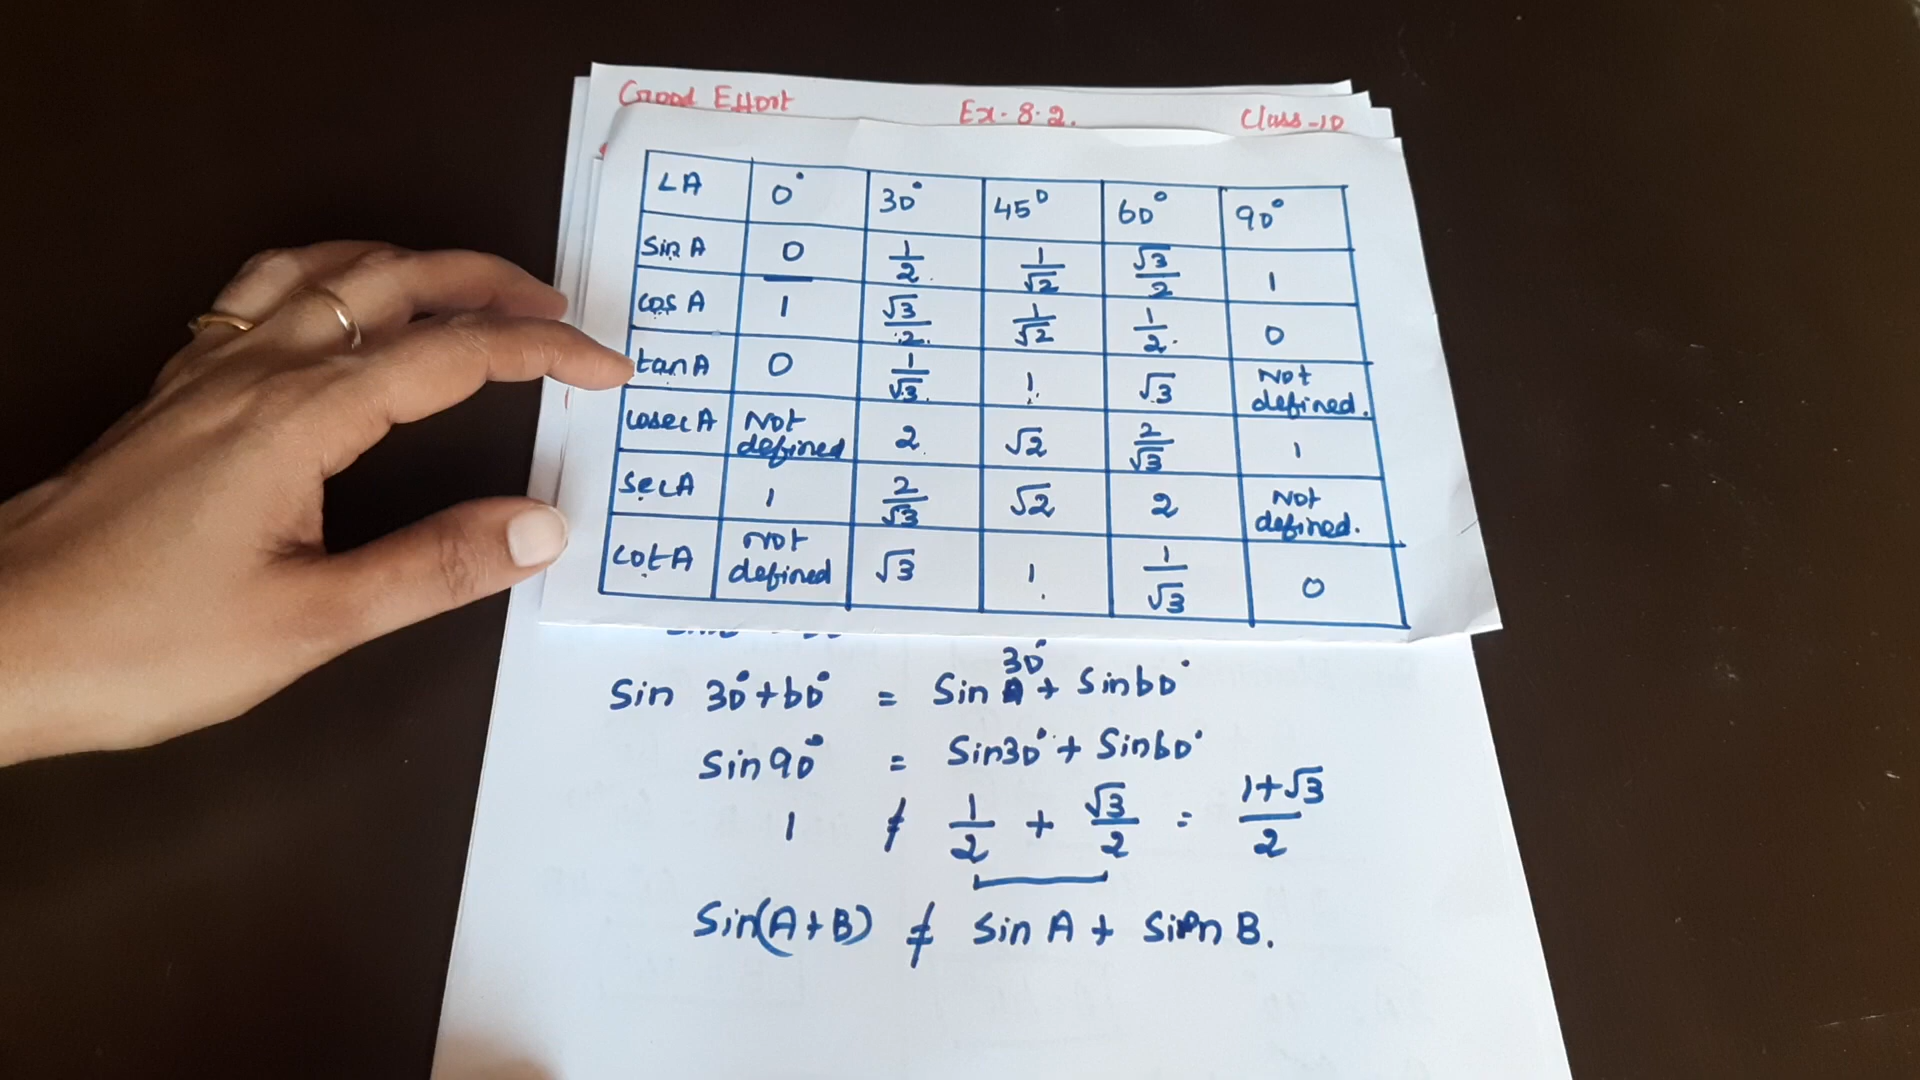 Good Effort Ex. 8.2. Class-10
∠A 0° 30° 45° 60° 90°
Sin A 0 1/2 1/√2 √3/2 1
Cos A 1 √3/2 1/√2 1/2 0
tan A 0 1/√3 1 √3 Not defined.
Cosec A Not defined 2 √2 2/√3 1
Sec A 1 2/√3 √2 2 Not defined.
Cot A Not defined √3 1 1/√3 0
Sin 30°+60° = Sin 30° + Sin60°
Sin90° = Sin30° + Sin60°
1 ≠ 1/2 + √3/2 = 1+√3/2
Sin(A+B) ≠ Sin A + Sin B.